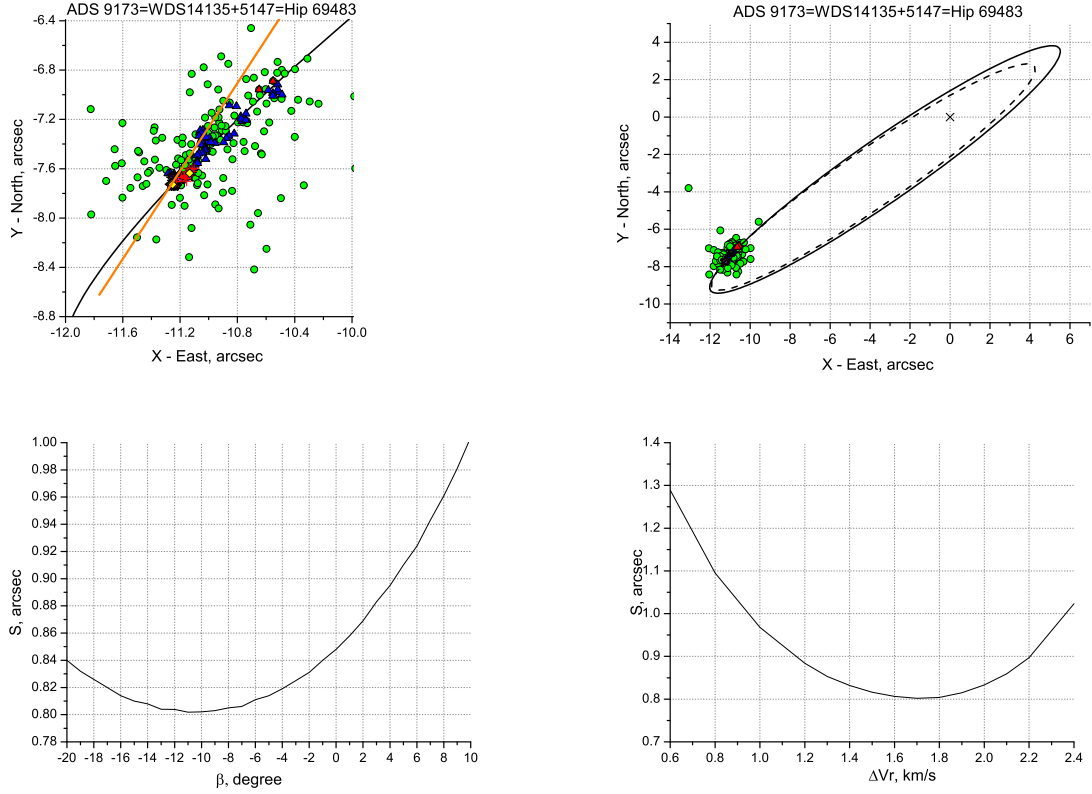 ADS 9173=WDS14135+5147=Hip 69483
-6.4
-6.8
-7.2
-7.6
-8.0
-8.4
-8.8
Y - North, arcsec
-12.0 -11.6 -11.2 -10.8 -10.4 -10.0
X - East, arcsec
ADS 9173=WDS14135+5147=Hip 69483
4
2
0
-2
-4
-6
-8
-10
Y - North, arcsec
-14 -12 -10 -8 -6 -4 -2 0 2 4 6
X - East, arcsec
1.00
0.98
0.96
0.94
0.92
0.90
0.88
0.86
0.84
0.82
0.80
0.78
S, arcsec
-20 -18 -16 -14 -12 -10 -8 -6 -4 -2 0 2 4 6 8 10
β, degree
1.4
1.3
1.2
1.1
1.0
0.9
0.8
0.7
S, arcsec
0.6 0.8 1.0 1.2 1.4 1.6 1.8 2.0 2.2 2.4
ΔVr, km/s